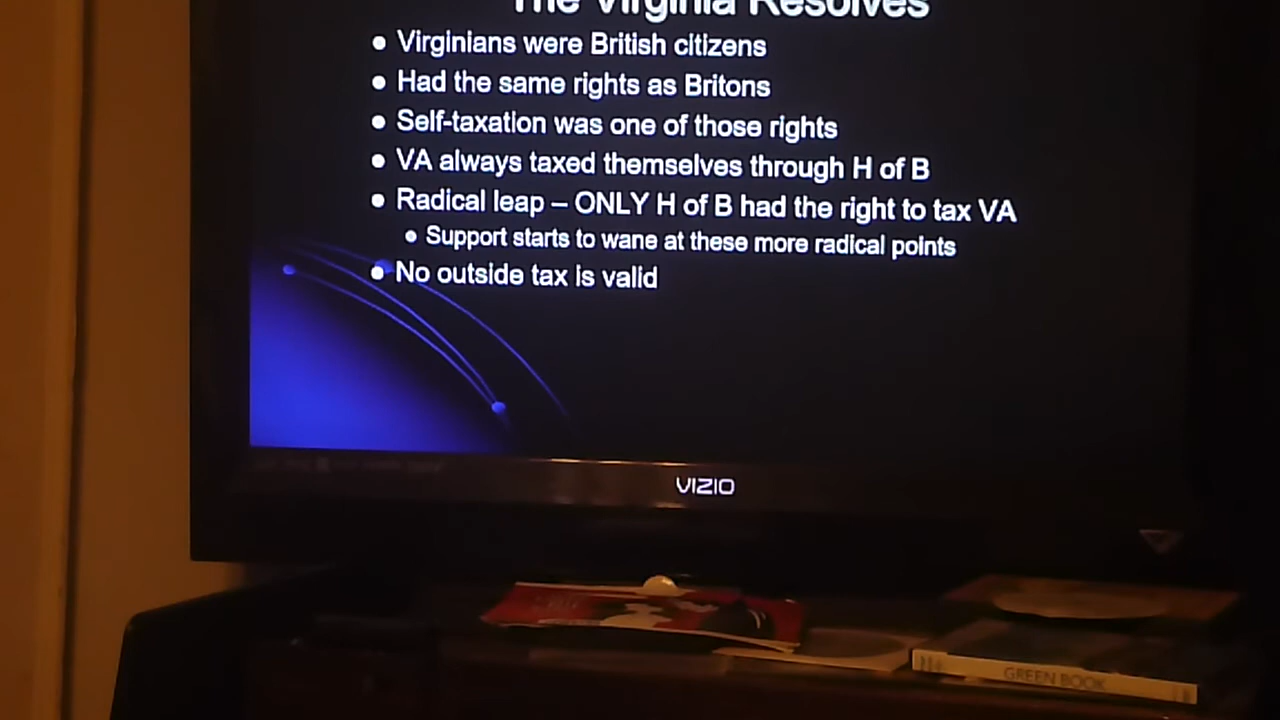 The Virginia Resolves
Virginians were British citizens
Had the same rights as Britons
Self-taxation was one of those rights
VA always taxed themselves through H of B
Radical leap – ONLY H of B had the right to tax VA
Support starts to wane at these more radical points
No outside tax is valid
VIZIO
GREEN BOOK